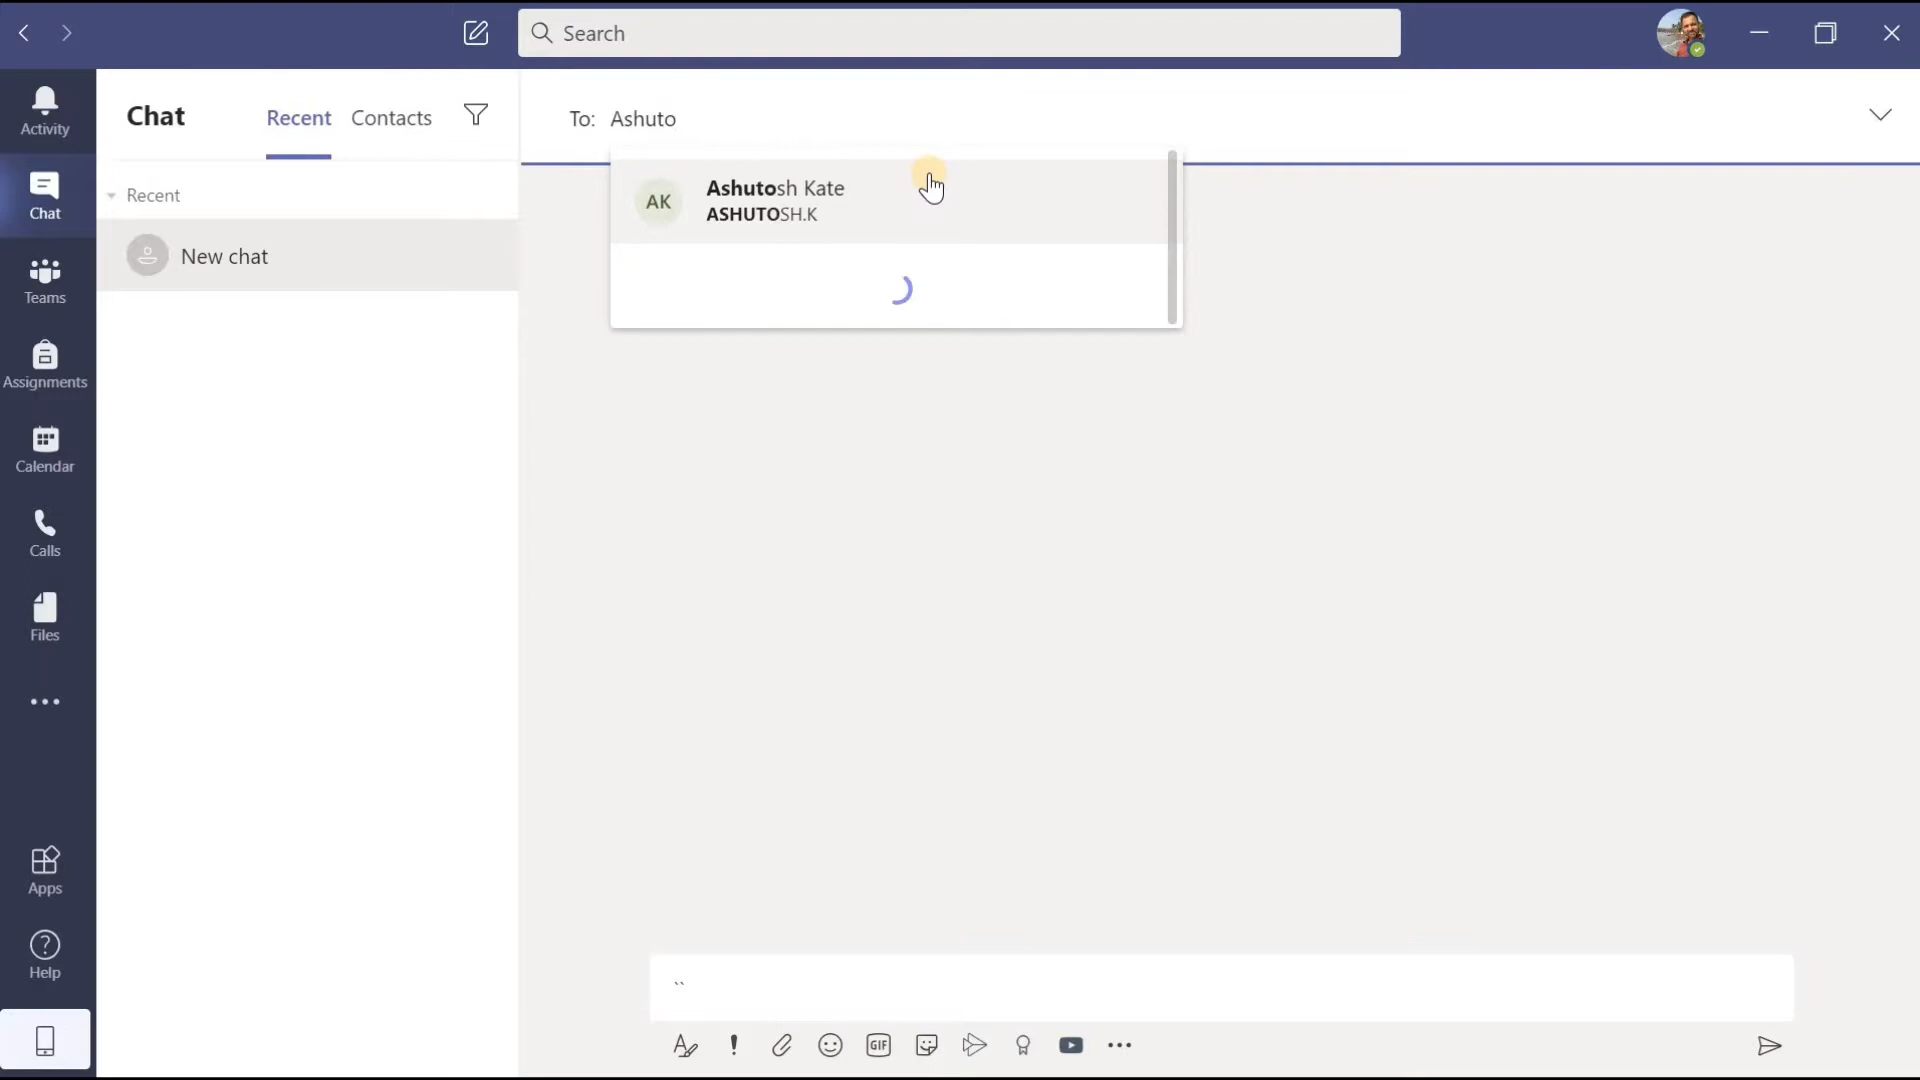 Search
Activity
Chat
Teams
Assignments
Calendar
Calls
Files
Apps
Help
Chat
Recent
Contacts
Recent
New chat
To: Ashuto
AK
Ashutosh Kate
ASHUTOSH.K
``
GIF